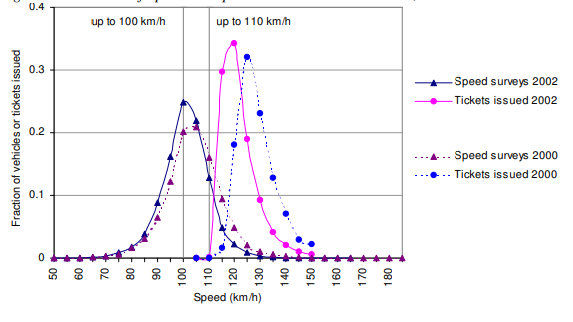 0.4
up to 100 km/h
up to 110 km/h
0.3
0.2
0.1
0
Fraction of vehicles or tickets issued
50
60
70
80
90
100
110
120
130
140
150
160
170
180
Speed (km/h)
Speed surveys 2002
Tickets issued 2002
Speed surveys 2000
Tickets issued 2000